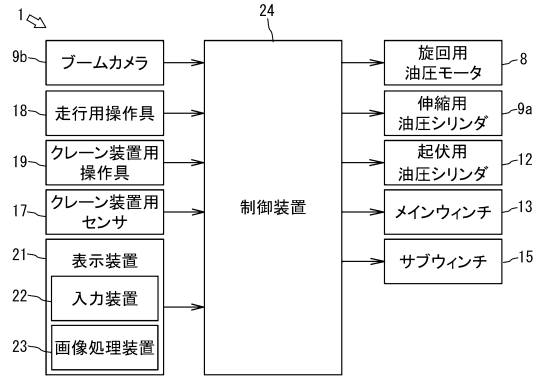 1
24
9b
ブームカメラ
18
走行用操作具
19
クレーン装置用
操作具
17
クレーン装置用
センサ
21
表示装置
22
入力装置
23
画像処理装置
制御装置
旋回用
油圧モータ
8
伸縮用
油圧シリンダ
9a
起伏用
油圧シリンダ
12
メインウィンチ
13
サブウィンチ
15